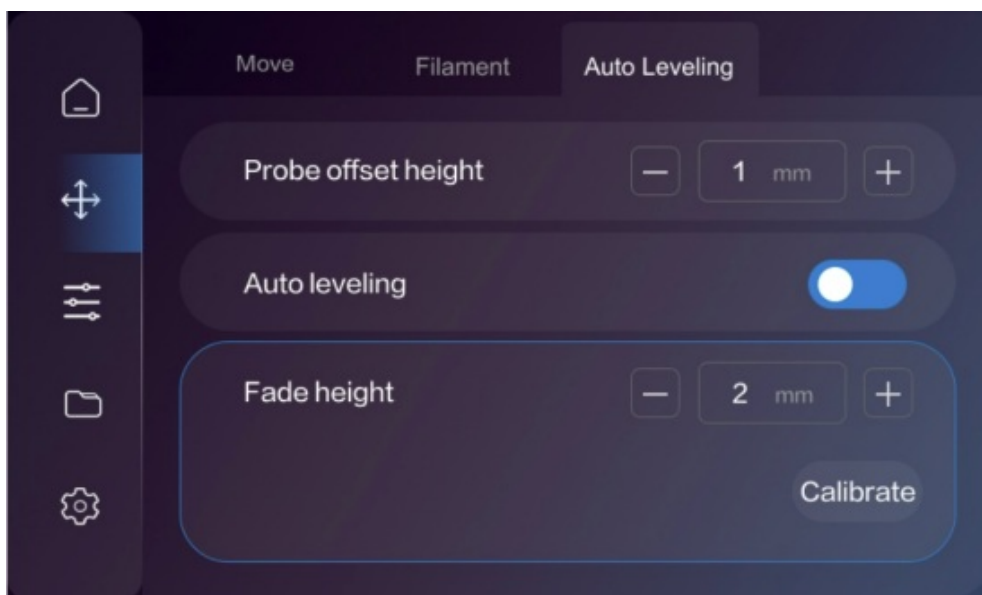 Move Filament Auto Leveling
Probe offset height 1 mm
Auto leveling
Fade height 2 mm
Calibrate